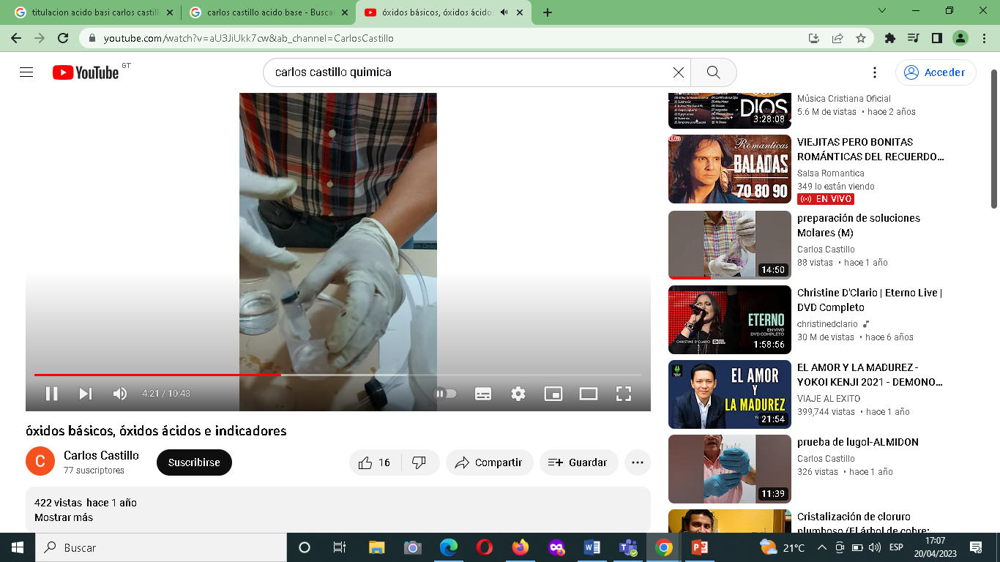 titulacion acido basi carlos castill
carlos castillo acido base - Buscar
óxidos básicos, óxidos ácidos
youtube.com/watch?v=aU3JiUkk7cw&ab_channel=CarlosCastillo
YouTube GT
carlos castillo quimica
Acceder
DIOS
3:28:08
Música Cristiana Oficial
5.6 M de vistas • hace 2 años
LIVE
Romanticas
BALADAS
70 80 90
VIEJITAS PERO BONITAS
ROMÁNTICAS DEL RECUERDO...
Salsa Romantica
349 lo están viendo
EN VIVO
14:50
preparación de soluciones
Molares (M)
Carlos Castillo
88 vistas • hace 1 año
ETERNO
EN VIVO
DVD COMPLETO
CHRISTINE D'CLARIO
1:58:56
Christine D'Clario | Eterno Live |
DVD Completo
christinedclario
30 M de vistas • hace 6 años
EL AMOR
Y
LA MADUREZ
21:54
EL AMOR Y LA MADUREZ -
YOKOI KENJI 2021 - DEMONO...
VIAJE AL EXITO
399,744 vistas • hace 1 año
11:39
prueba de lugol-ALMIDON
Carlos Castillo
326 vistas • hace 1 año
Cristalización de cloruro
plumboso (El árbol de cobre;
4:21 / 10:43
óxidos básicos, óxidos ácidos e indicadores
C
Carlos Castillo
77 suscriptores
Suscribirse
16
Compartir
Guardar
422 vistas hace 1 año
Mostrar más
Buscar
21°C
ESP
17:07
20/04/2023